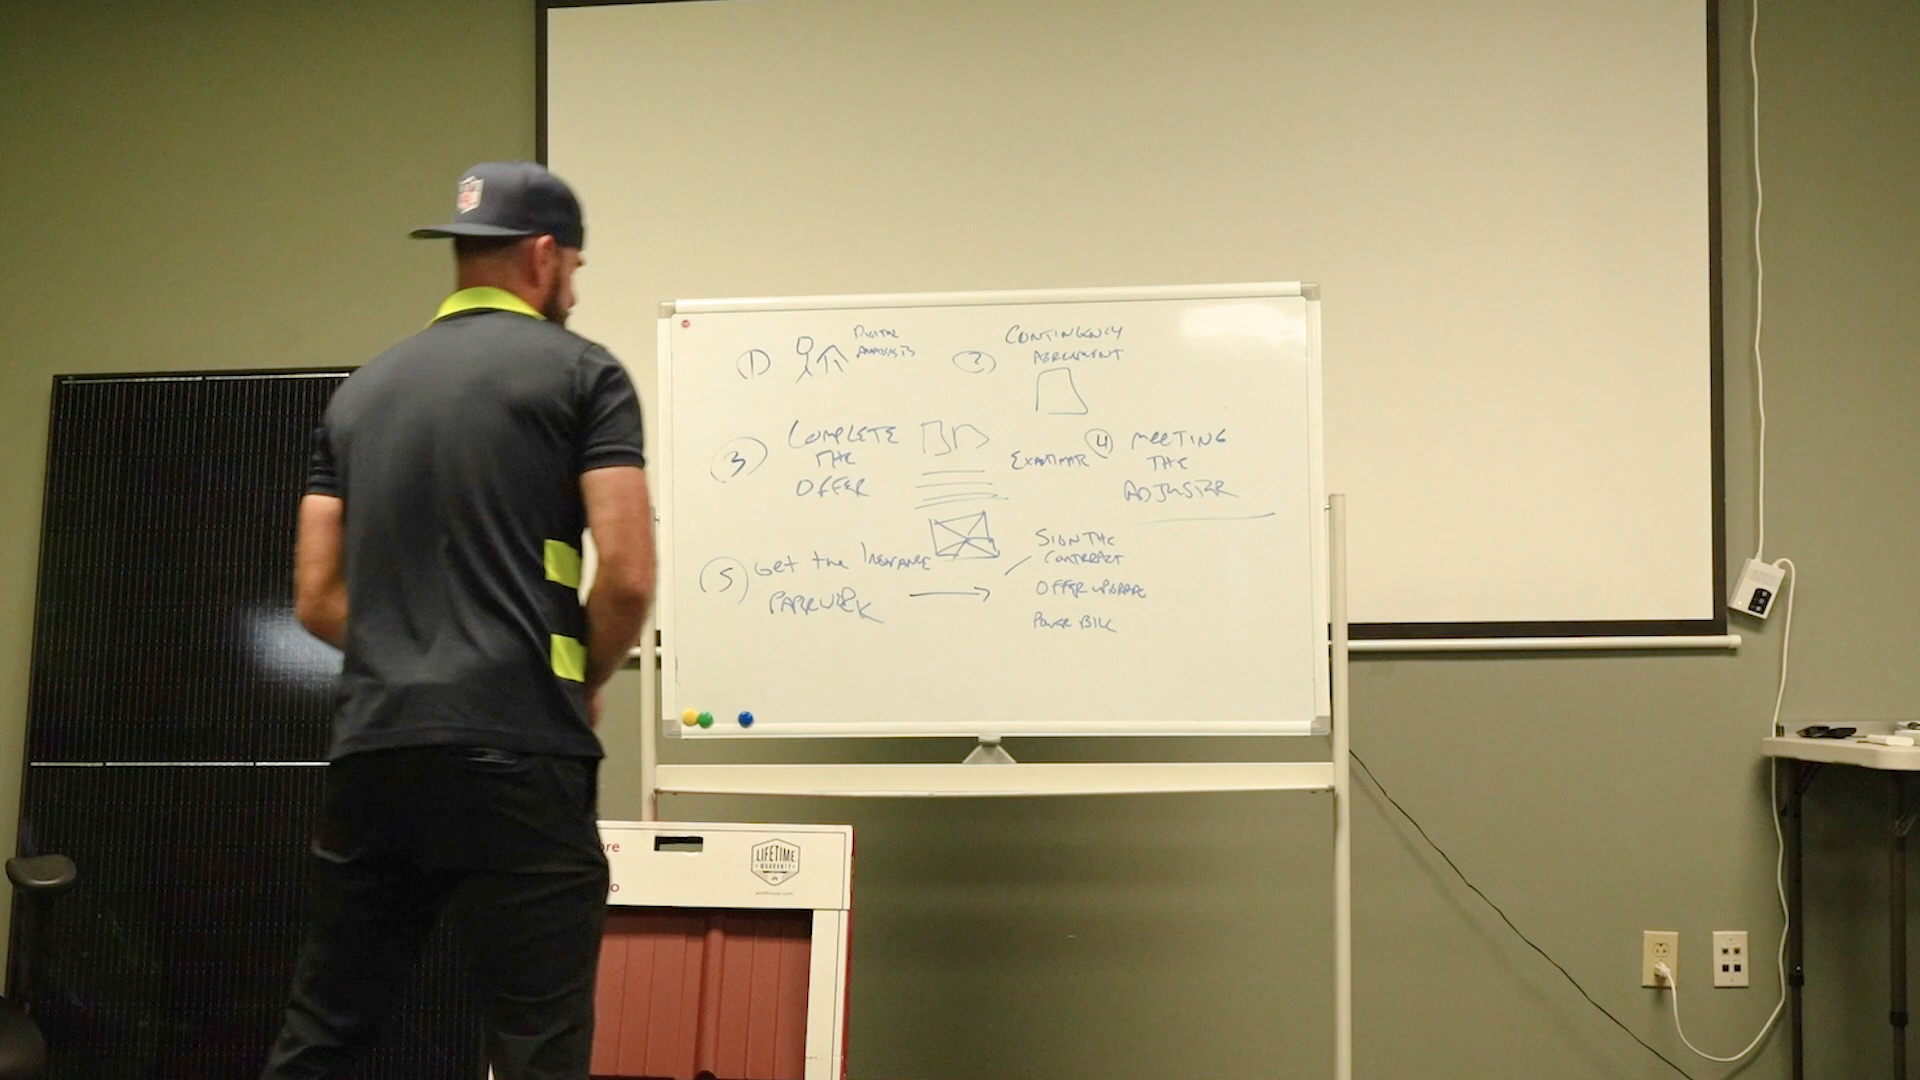 ① DIGITAL
ANALYSIS
② CONTINGENCY
AGREEMENT
③ COMPLETE
THE
OFFER
④ MEETING
THE
ADJUSTER
⑤ Get the INSURANCE
PAPERWORK
SIGN THE
CONTRACT
OFFER UPGRADE
POWER BILL
LIFETIME
WARRANTY